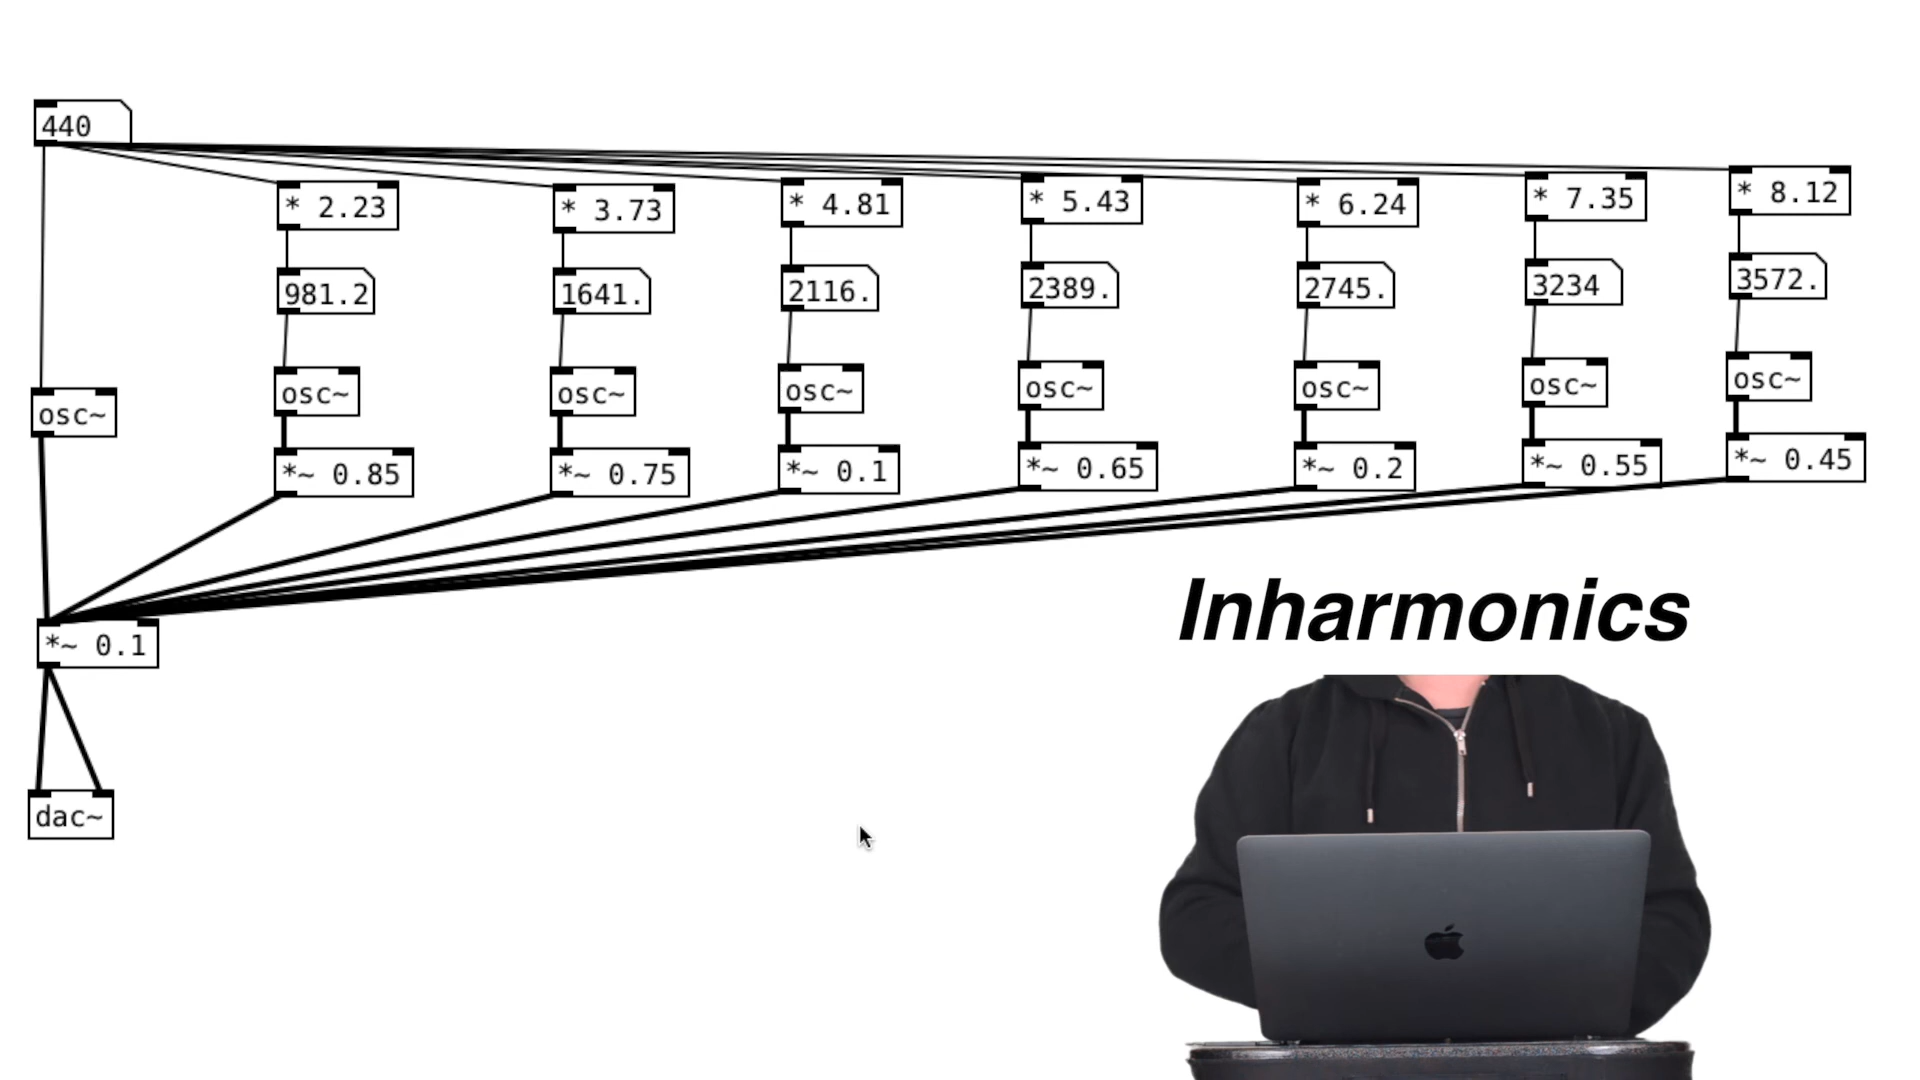 440
* 2.23
* 3.73
* 4.81
* 5.43
* 6.24
* 7.35
* 8.12
981.2
1641.
2116.
2389.
2745.
3234
3572.
osc~
osc~
osc~
osc~
osc~
osc~
osc~
osc~
*~ 0.85
*~ 0.75
*~ 0.1
*~ 0.65
*~ 0.2
*~ 0.55
*~ 0.45
*~ 0.1
Inharmonics
dac~